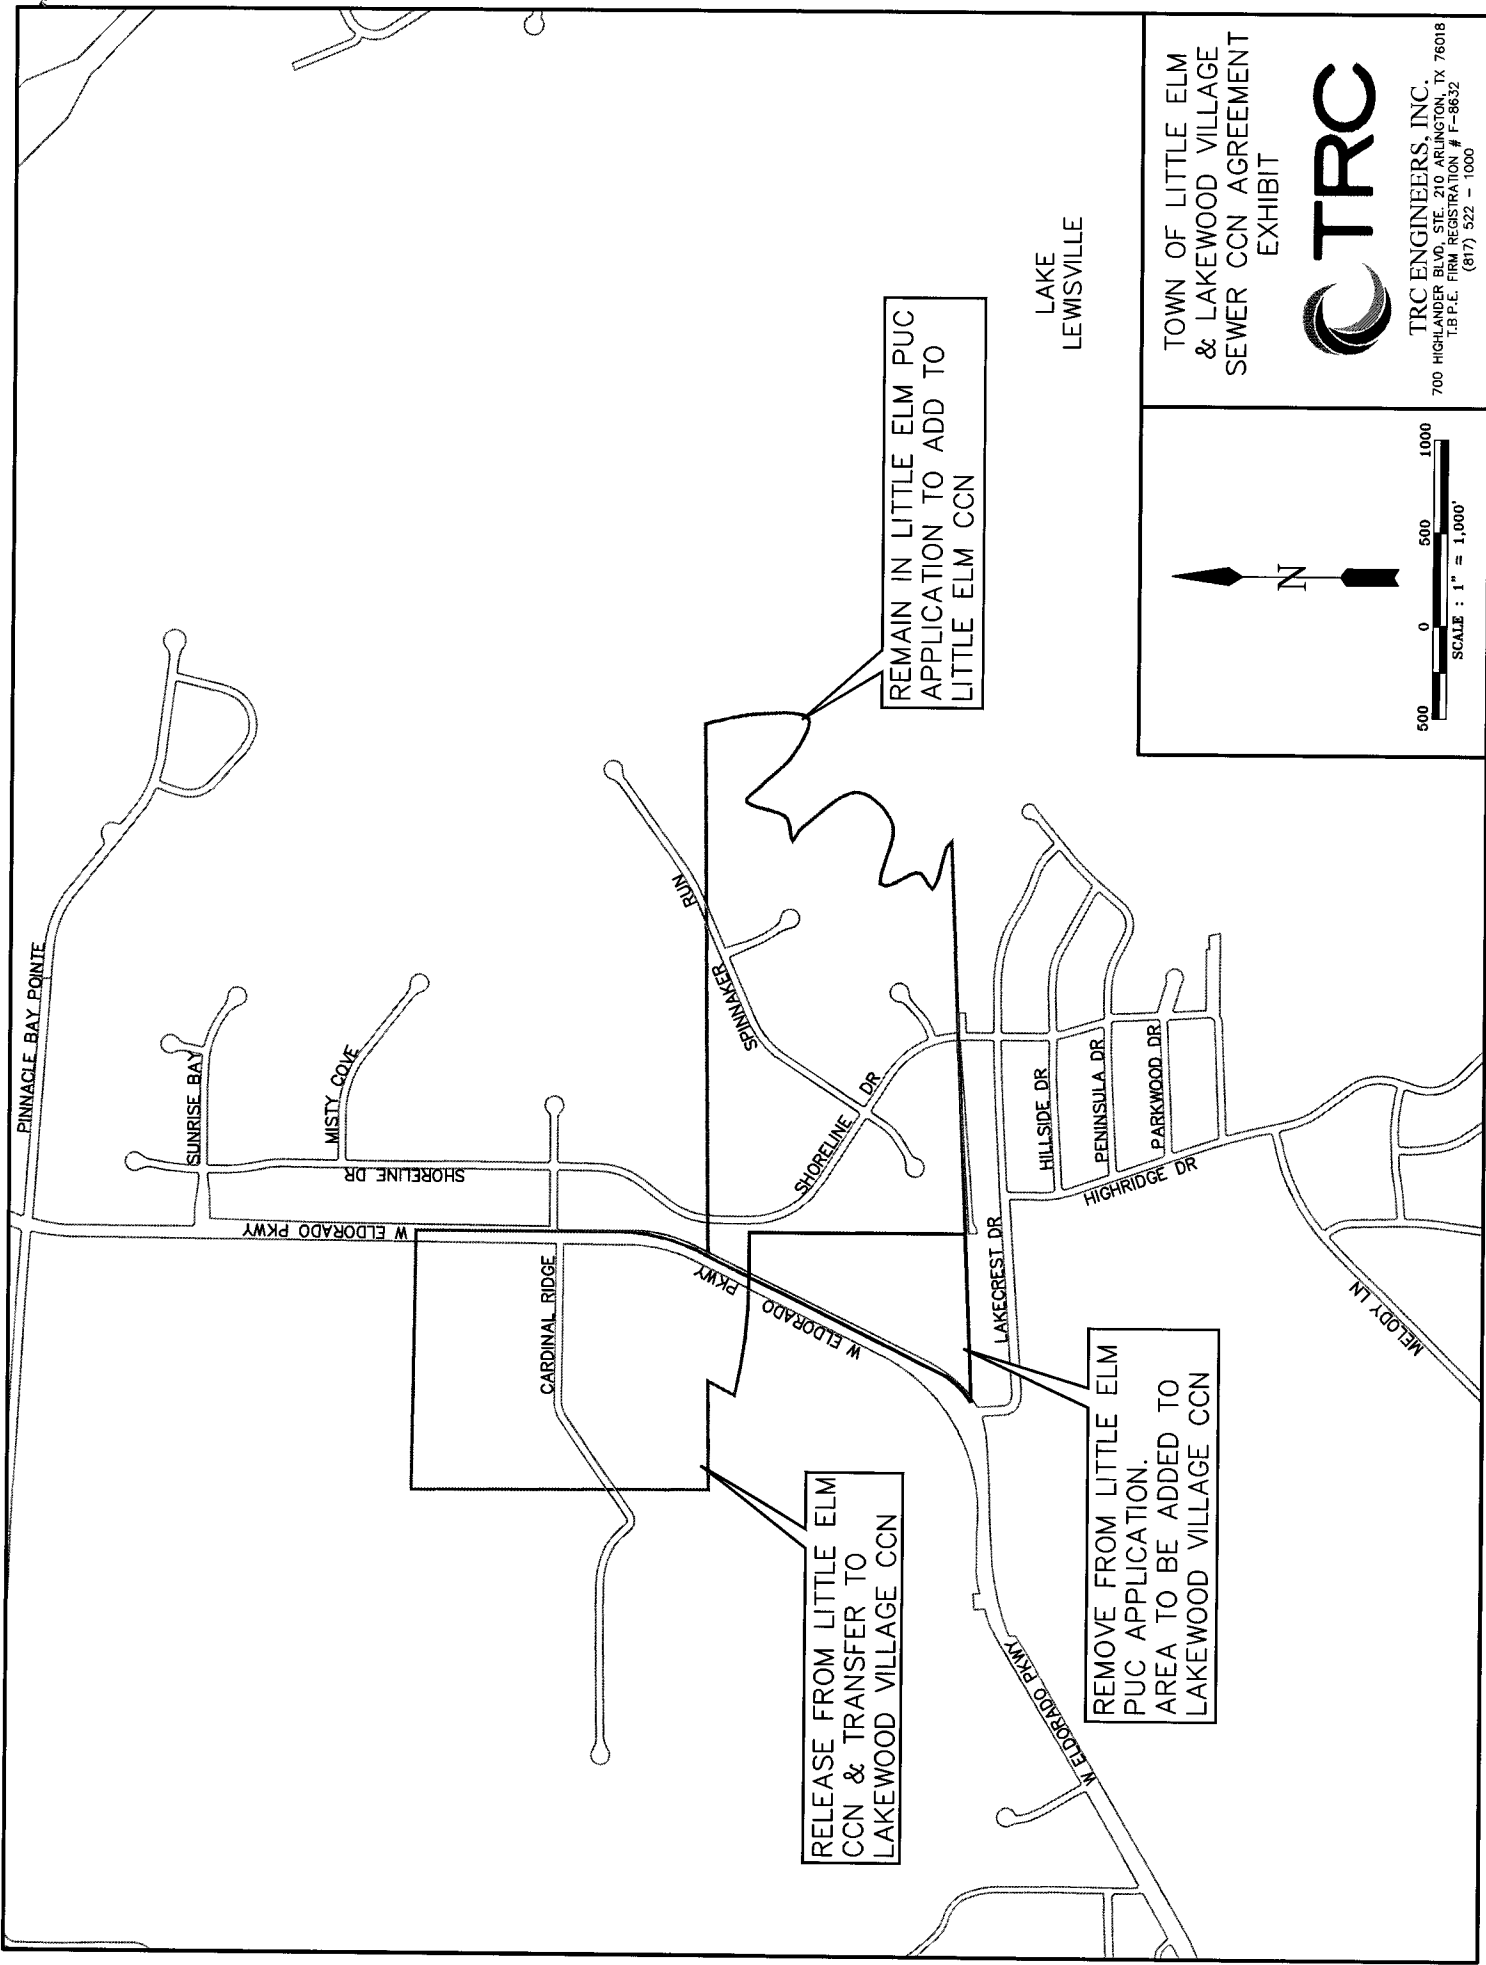 PINNACLE BAY POINTE
SUNRISE BAY
MISTY COVE
SHORELINE DR
W ELDORADO PKWY
CARDINAL RIDGE
SPINNAKER RUN
SHORELINE DR
W ELDORADO PKWY
LAKECREST DR
HILLSIDE DR
PENINSULA DR
PARKWOOD DR
HIGHRIDGE DR
MELODY LN
W ELDORADO PKWY
RELEASE FROM LITTLE ELM
CCN & TRANSFER TO
LAKEWOOD VILLAGE CCN
REMOVE FROM LITTLE ELM
PUC APPLICATION.
AREA TO BE ADDED TO
LAKEWOOD VILLAGE CCN
REMAIN IN LITTLE ELM PUC
APPLICATION TO ADD TO
LITTLE ELM CCN
LAKE
LEWISVILLE
N
500 0 500 1000
SCALE : 1" = 1,000'
TOWN OF LITTLE ELM
& LAKEWOOD VILLAGE
SEWER CCN AGREEMENT
EXHIBIT
TRC
TRC ENGINEERS, INC.
700 HIGHLANDER BLVD, STE. 210 ARLINGTON, TX 76018
T.B.P.E. FIRM REGISTRATION # F-8632
(817) 522 - 1000